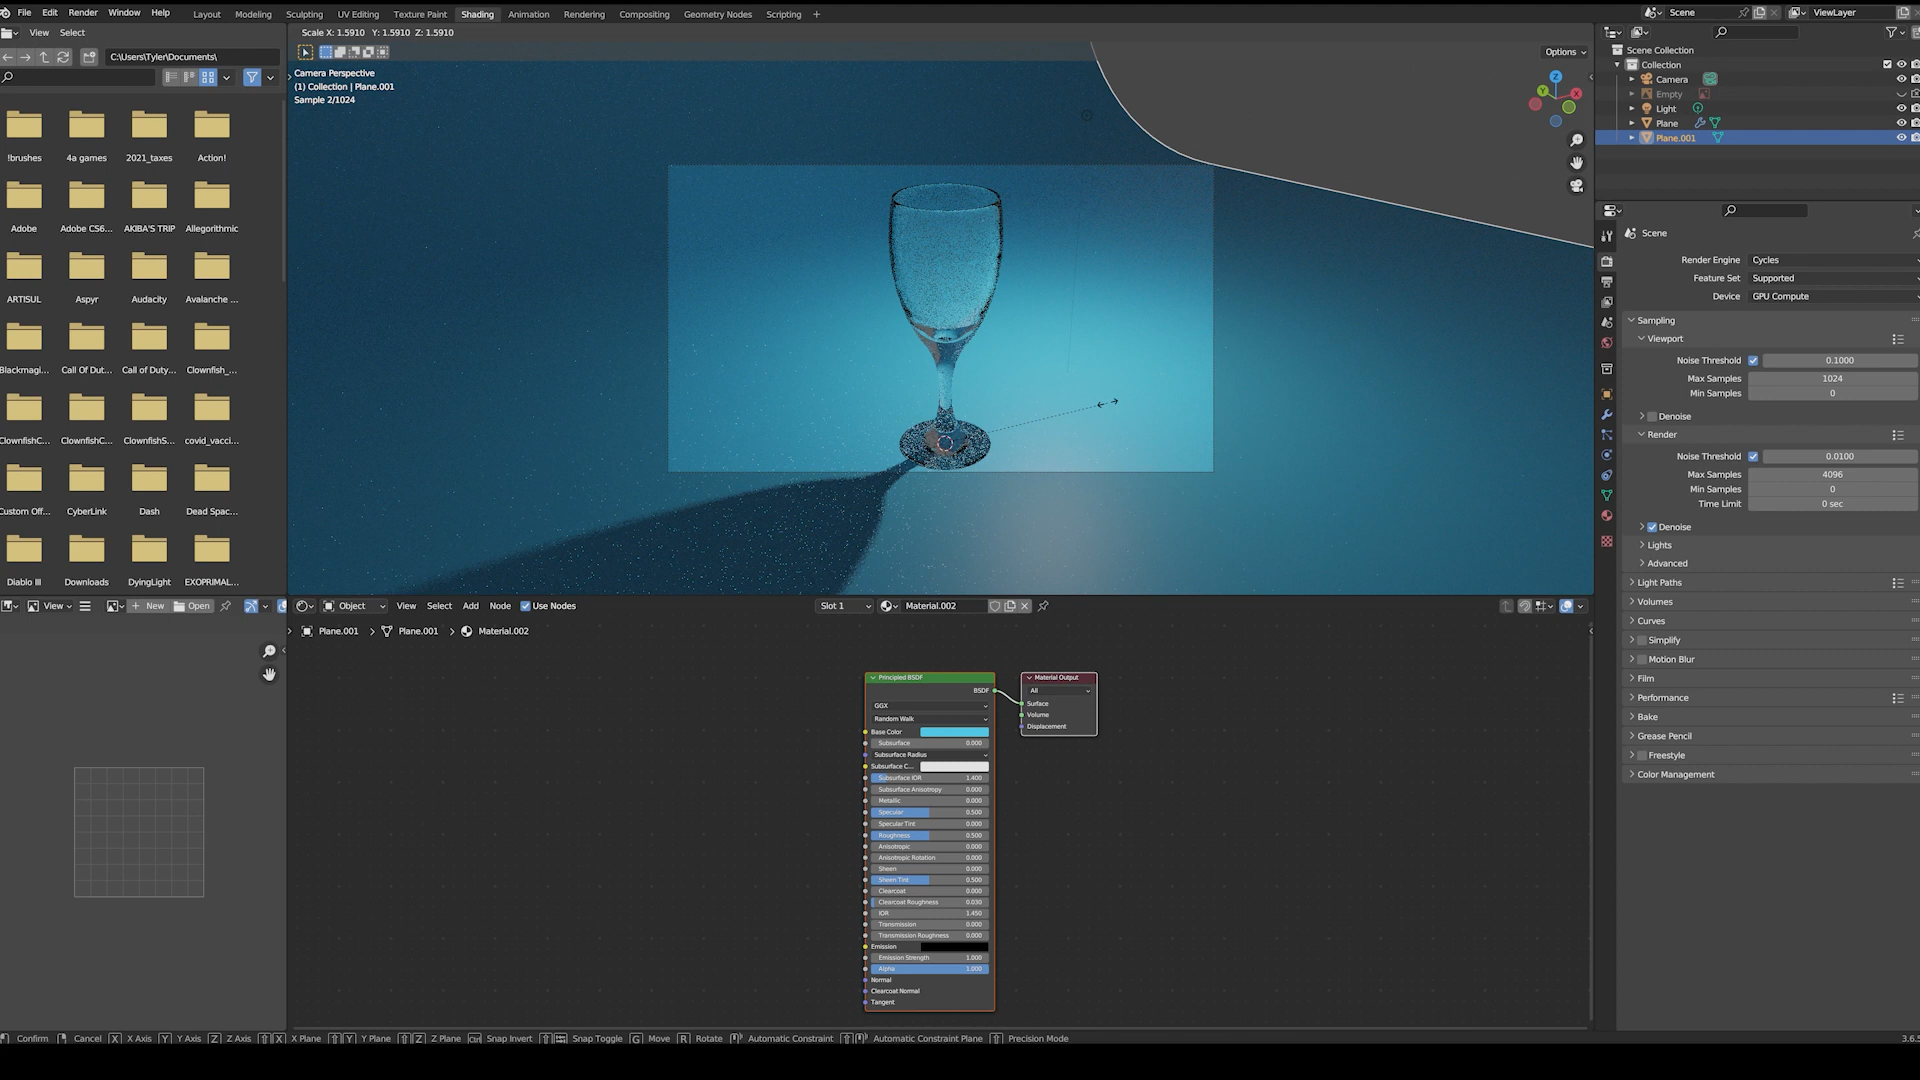 File Edit Render Window Help Layout Modeling Sculpting UV Editing Texture Paint Shading Animation Rendering Compositing Geometry Nodes Scripting + Scene ViewLayer
View Select
Scale X: 1.5910 Y: 1.5910 Z: 1.5910
C:\Users\Tyler\Documents\
Options
Camera Perspective
(1) Collection | Plane.001
Sample 2/1024
!brushes 4a games 2021_taxes Action!
Adobe Adobe CS6... AKIBA'S TRIP Allegorithmic
ARTISUL Aspyr Audacity Avalanche ...
Blackmagi... Call Of Dut... Call of Duty... Clownfish_...
ClownfishC... ClownfishC... ClownfishS... covid_vacci...
Custom Off... CyberLink Dash Dead Spac...
Diablo III Downloads DyingLight EXOPRIMAL...
Z
Y
X
Scene Collection
Collection
Camera
Empty
Light
Plane
Plane.001
Scene
Render Engine Cycles
Feature Set Supported
Device GPU Compute
Sampling
Viewport
Noise Threshold 0.1000
Max Samples 1024
Min Samples 0
Denoise
Render
Noise Threshold 0.0100
Max Samples 4096
Min Samples 0
Time Limit 0 sec
Denoise
Lights
Advanced
Light Paths
Volumes
Curves
Simplify
Motion Blur
Film
Performance
Bake
Grease Pencil
Freestyle
Color Management
View New Open
Object View Select Add Node Use Nodes Slot 1 Material.002
Plane.001 > Plane.001 > Material.002
Principled BSDF
BSDF
GGX
Random Walk
Base Color
Subsurface 0.000
Subsurface Radius
Subsurface C...
Subsurface IOR 1.400
Subsurface Anisotropy 0.000
Metallic 0.000
Specular 0.500
Specular Tint 0.000
Roughness 0.500
Anisotropic 0.000
Anisotropic Rotation 0.000
Sheen 0.000
Sheen Tint 0.500
Clearcoat 0.000
Clearcoat Roughness 0.030
IOR 1.450
Transmission 0.000
Transmission Roughness 0.000
Emission
Emission Strength 1.000
Alpha 1.000
Normal
Clearcoat Normal
Tangent
Material Output
All
Surface
Volume
Displacement
Confirm Cancel X X Axis Y Y Axis Z Z Axis X X Plane Y Y Plane Z Z Plane Ctrl Snap Invert Snap Toggle G Move R Rotate Automatic Constraint Automatic Constraint Plane Precision Mode 3.6.5